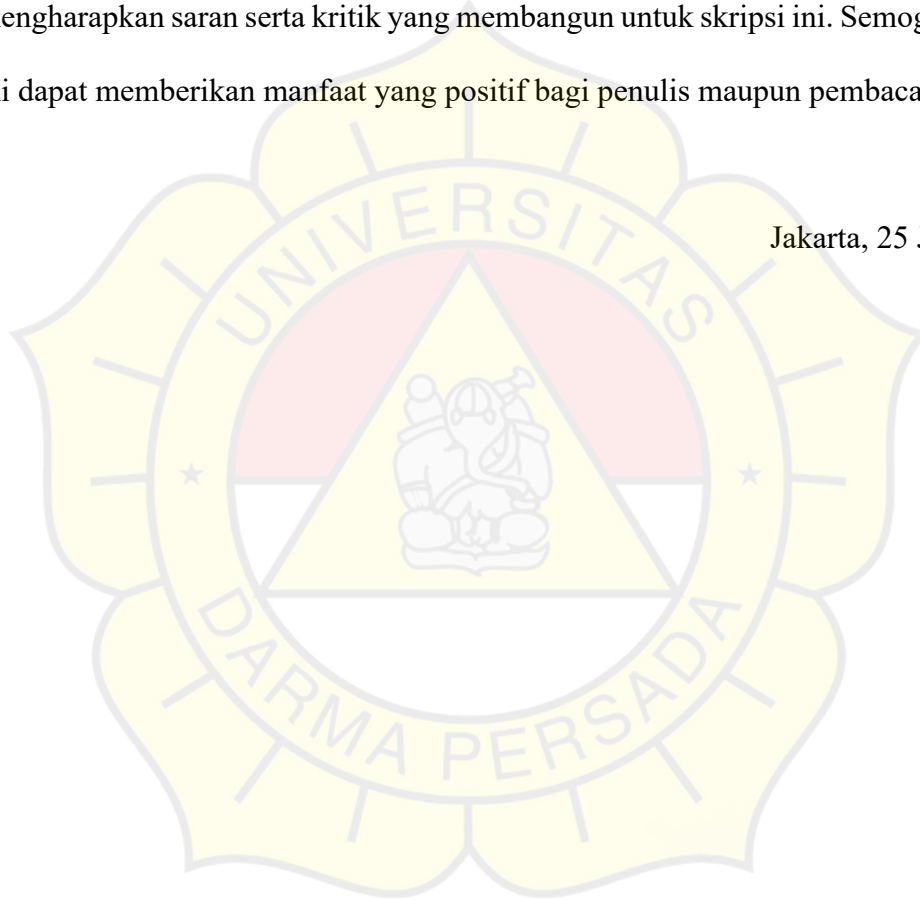 mengharapkan saran serta kritik yang membangun untuk skripsi ini. Semog
i dapat memberikan manfaat yang positif bagi penulis maupun pembaca
Jakarta, 25
UNIVERSITAS
DARMA PERSADA